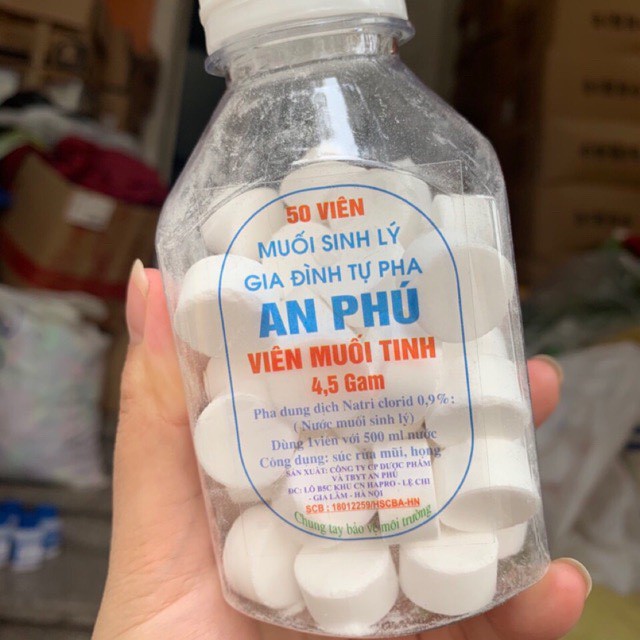 50 VIÊN
MUỐI SINH LÝ
GIA ĐÌNH TỰ PHA
AN PHÚ
VIÊN MUỐI TINH
4,5 Gam
Pha dung dịch Natri clorid 0,9%:
( Nước muối sinh lý)
Dùng 1viên với 500 ml nước
Công dụng: súc rửa mũi, họng
SẢN XUẤT: CÔNG TY CP DƯỢC PHẨM
VÀ TBYT AN PHÚ
ĐC: LÔ B5C KHU CN HAPRO - LỆ CHI
- GIA LÂM - HÀ NỘI
SCB : 18012259/HSCBA-HN
Chung tay bảo vệ môi trường